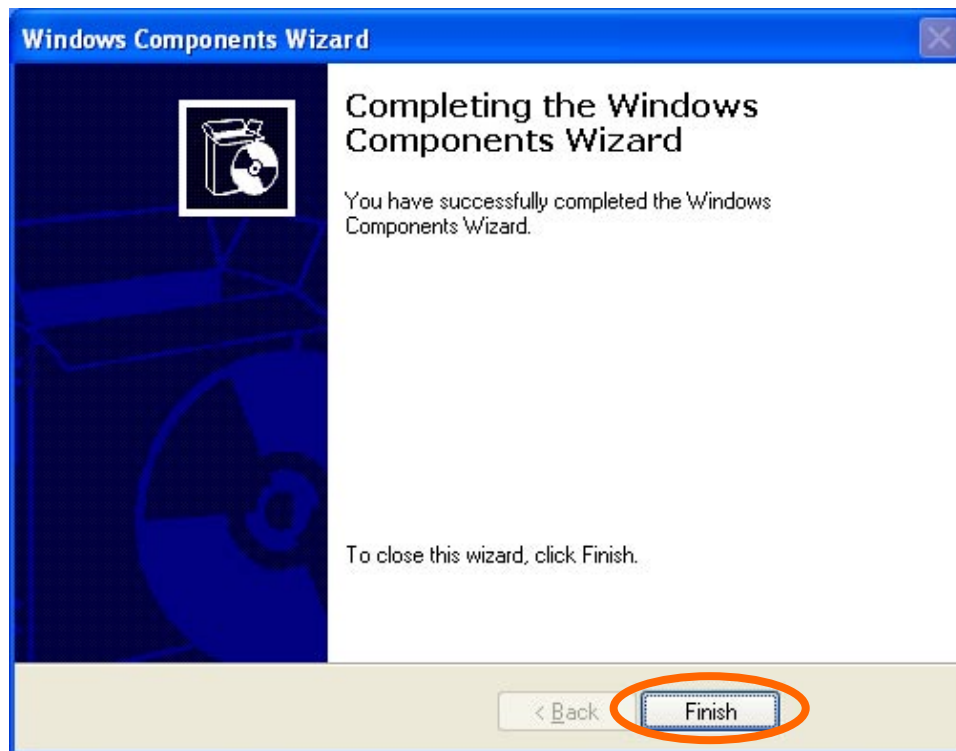 Windows Components Wizard
Completing the Windows
Components Wizard
You have successfully completed the Windows
Components Wizard.
To close this wizard, click Finish.
< Back
Finish